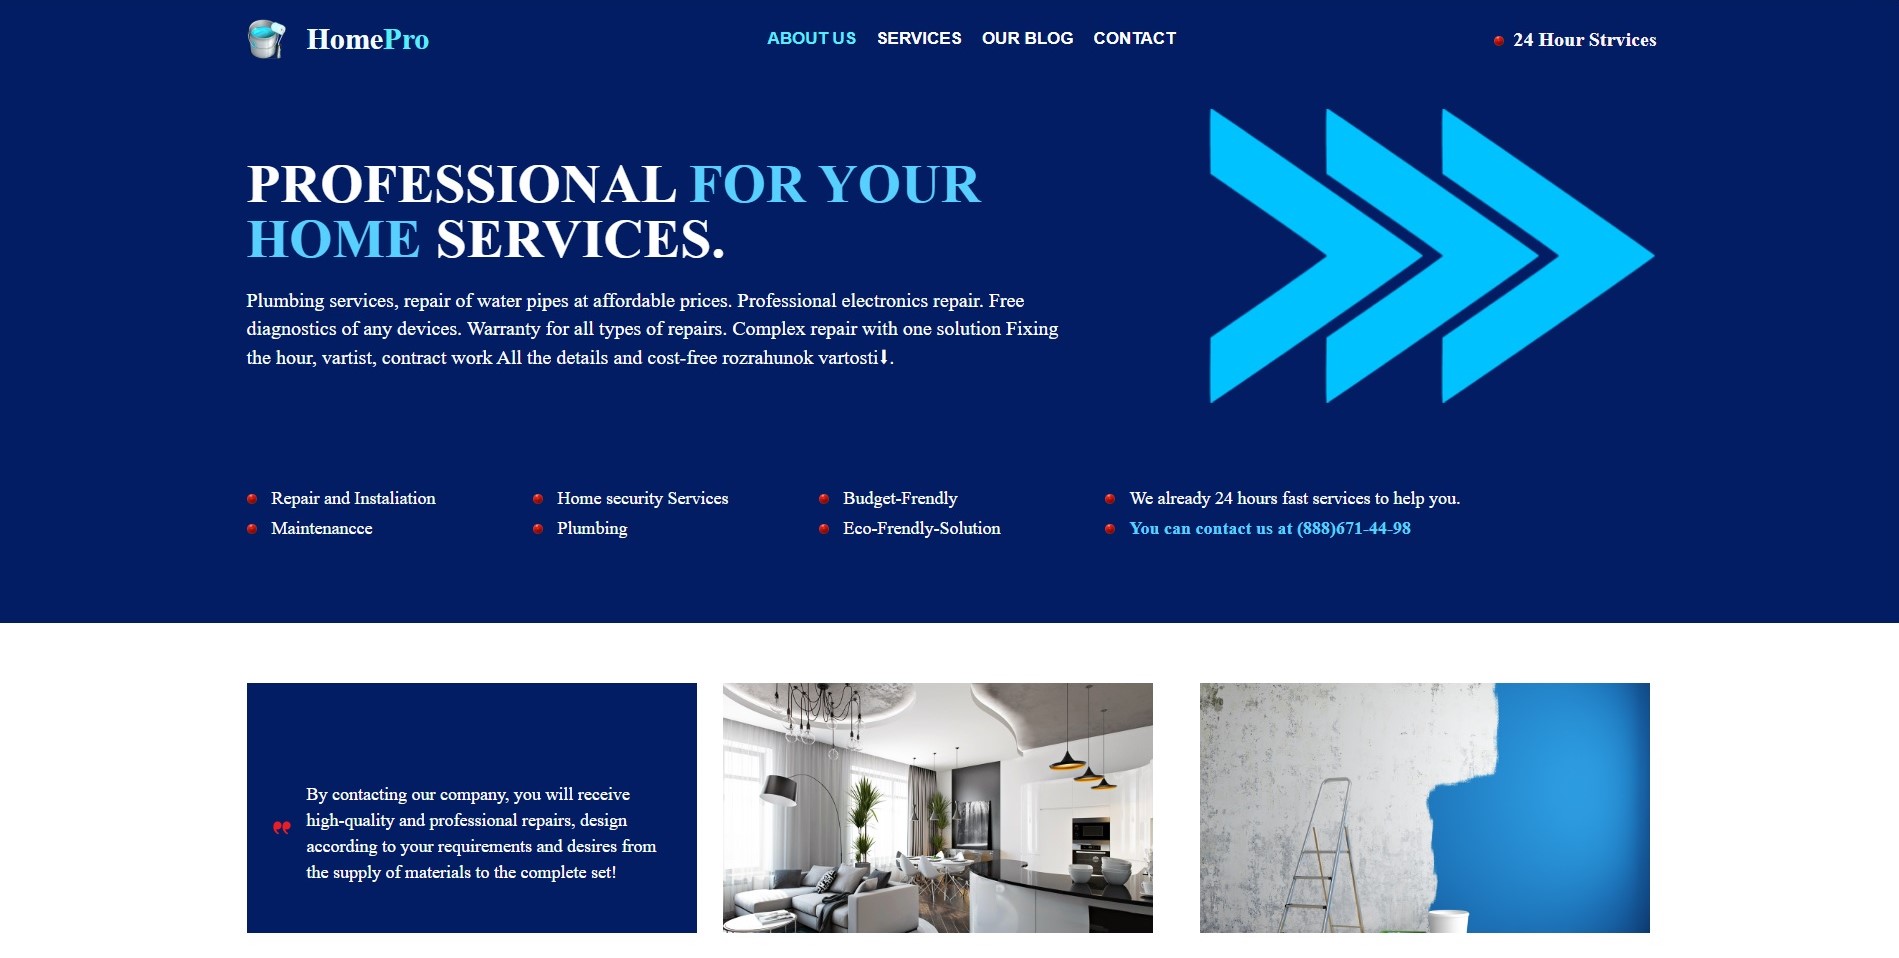 HomePro
ABOUT US SERVICES OUR BLOG CONTACT
24 Hour Strvices
PROFESSIONAL FOR YOUR
HOME SERVICES.
Plumbing services, repair of water pipes at affordable prices. Professional electronics repair. Free
diagnostics of any devices. Warranty for all types of repairs. Complex repair with one solution Fixing
the hour, vartist, contract work All the details and cost-free rozrahunok vartosti⬇.
Repair and Instaliation
Maintenancce
Home security Services
Plumbing
Budget-Frendly
Eco-Frendly-Solution
We already 24 hours fast services to help you.
You can contact us at (888)671-44-98
By contacting our company, you will receive
high-quality and professional repairs, design
according to your requirements and desires from
the supply of materials to the complete set!